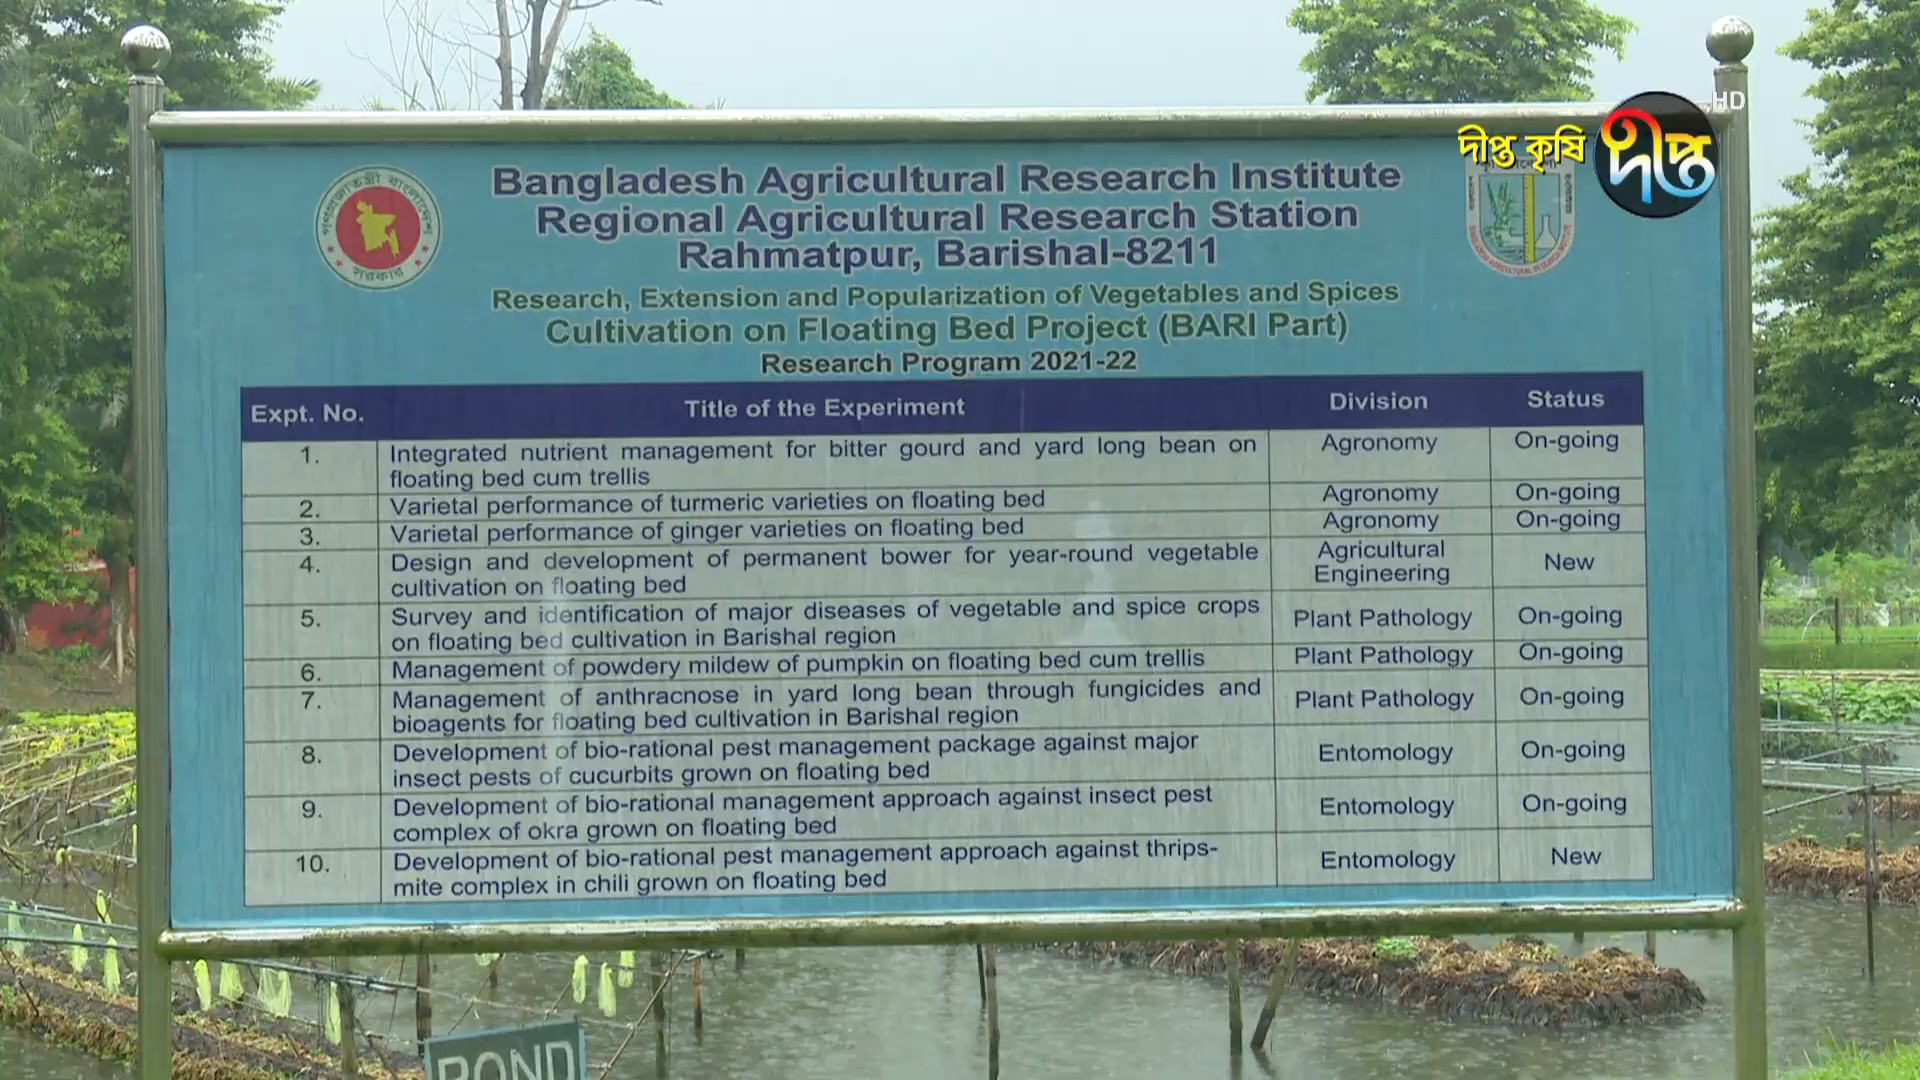 HD
দীপ্ত কৃষি
দীপ্ত
গণপ্রজাতন্ত্রী বাংলাদেশ
সরকার
Bangladesh Agricultural Research Institute
Regional Agricultural Research Station
Rahmatpur, Barishal-8211
Research, Extension and Popularization of Vegetables and Spices
Cultivation on Floating Bed Project (BARI Part)
Research Program 2021-22
Expt. No. Title of the Experiment Division Status
1. Integrated nutrient management for bitter gourd and yard long bean on Agronomy On-going
floating bed cum trellis
2. Varietal performance of turmeric varieties on floating bed Agronomy On-going
3. Varietal performance of ginger varieties on floating bed Agronomy On-going
4. Design and development of permanent bower for year-round vegetable Agricultural New
cultivation on floating bed Engineering
5. Survey and identification of major diseases of vegetable and spice crops Plant Pathology On-going
on floating bed cultivation in Barishal region
6. Management of powdery mildew of pumpkin on floating bed cum trellis Plant Pathology On-going
7. Management of anthracnose in yard long bean through fungicides and Plant Pathology On-going
bioagents for floating bed cultivation in Barishal region
8. Development of bio-rational pest management package against major Entomology On-going
insect pests of cucurbits grown on floating bed
9. Development of bio-rational management approach against insect pest Entomology On-going
complex of okra grown on floating bed
10. Development of bio-rational pest management approach against thrips- Entomology New
mite complex in chili grown on floating bed
POND